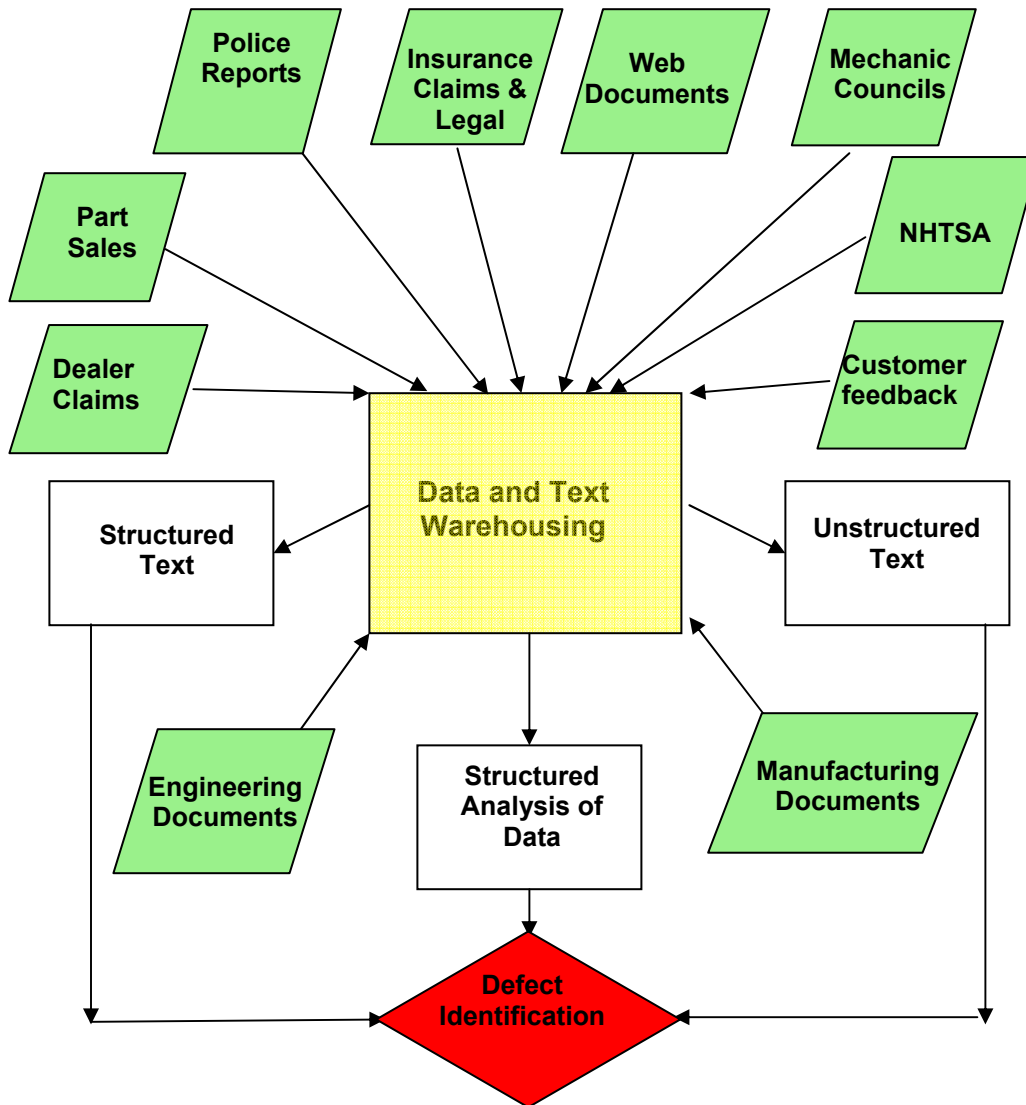 Police
Reports
Insurance
Claims &
Legal
Web
Documents
Mechanic
Councils
Part
Sales
NHTSA
Dealer
Claims
Customer
feedback
Data and Text
Warehousing
Structured
Text
Unstructured
Text
Engineering
Documents
Structured
Analysis of
Data
Manufacturing
Documents
Defect
Identification